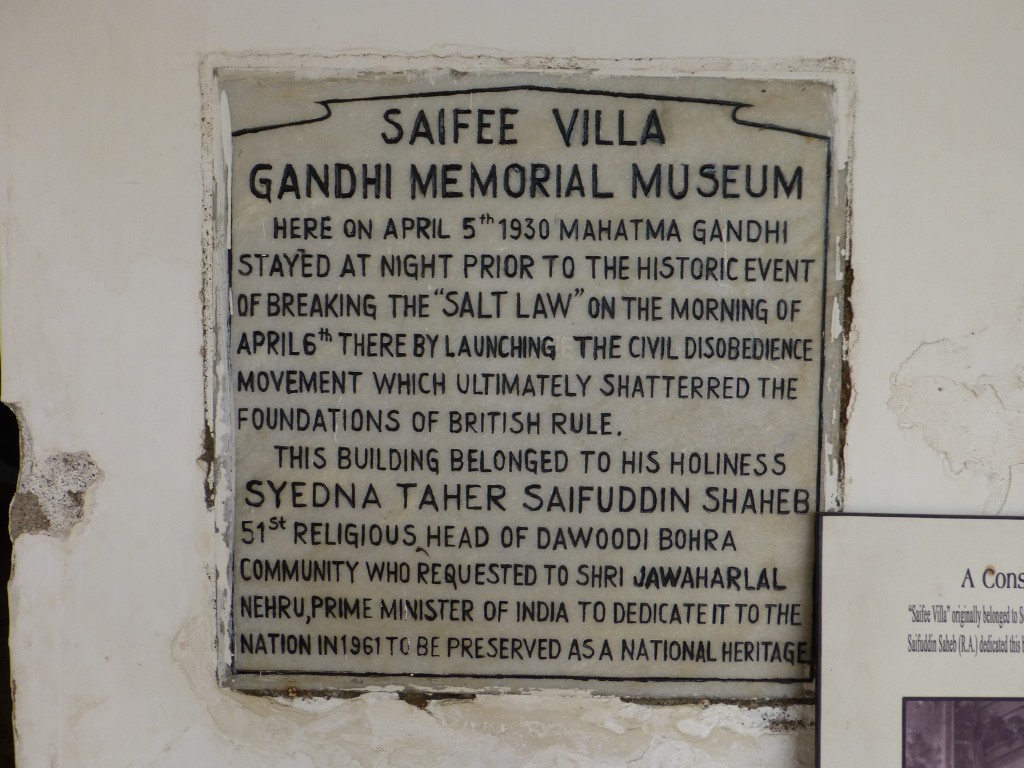 SAIFEE VILLA
GANDHI MEMORIAL MUSEUM
HERE ON APRIL 5th 1930 MAHATMA GANDHI
STAYED AT NIGHT PRIOR TO THE HISTORIC EVENT
OF BREAKING THE "SALT LAW" ON THE MORNING OF
APRIL 6th THERE BY LAUNCHING THE CIVIL DISOBEDIENCE
MOVEMENT WHICH ULTIMATELY SHATTERRED THE
FOUNDATIONS OF BRITISH RULE.
THIS BUILDING BELONGED TO HIS HOLINESS
SYEDNA TAHER SAIFUDDIN SHAHEB
51st RELIGIOUS HEAD OF DAWOODI BOHRA
COMMUNITY WHO REQUESTED TO SHRI JAWAHARLAL
NEHRU, PRIME MINISTER OF INDIA TO DEDICATE IT TO THE
NATION IN 1961 TO BE PRESERVED AS A NATIONAL HERITAGE
A Cons
"Saifee Villa" originally belonged to S
Saifuddin Saheb (R.A.) dedicated this